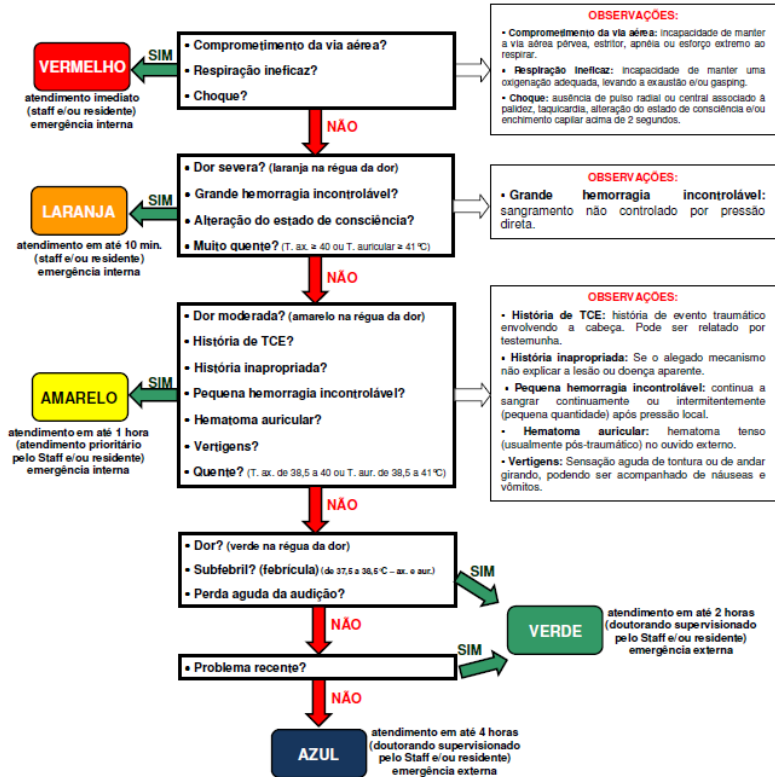 • Comprometimento da via aérea?
• Respiração ineficaz?
• Choque?
SIM
VERMELHO
atendimento imediato
(staff e/ou residente)
emergência interna
OBSERVAÇÕES:
• Comprometimento da via aérea: incapacidade de manter
a via aérea pérvea, estritor, apnéia ou esforço extremo ao
respirar.
• Respiração Ineficaz: incapacidade de manter uma
oxigenação adequada, levando a exaustão e/ou gasping.
• Choque: ausência de pulso radial ou central associado à
palidez, taquicardia, alteração do estado de consciência e/ou
enchimento capilar acima de 2 segundos.
NÃO
• Dor severa? (laranja na régua da dor)
• Grande hemorragia incontrolável?
• Alteração do estado de consciência?
• Muito quente? (T. ax. ≥ 40 ou T. auricular ≥ 41ºC)
SIM
LARANJA
atendimento em até 10 min.
(staff e/ou residente)
emergência interna
OBSERVAÇÕES:
• Grande hemorragia incontrolável:
sangramento não controlado por pressão
direta.
NÃO
• Dor moderada? (amarelo na régua da dor)
• História de TCE?
• História inapropriada?
• Pequena hemorragia incontrolável?
• Hematoma auricular?
• Vertigens?
• Quente? (T. ax. de 38,5 a 40 ou T. aur. de 38,5 a 41ºC)
SIM
AMARELO
atendimento em até 1 hora
(atendimento prioritário
pelo Staff e/ou residente)
emergência interna
OBSERVAÇÕES:
• História de TCE: história de evento traumático
envolvendo a cabeça. Pode ser relatado por
testemunha.
• História inapropriada: Se o alegado mecanismo
não explicar a lesão ou doença aparente.
• Pequena hemorragia incontrolável: continua a
sangrar continuamente ou intermitentemente
(pequena quantidade) após pressão local.
• Hematoma auricular: hematoma tenso
(usualmente pós-traumático) no ouvido externo.
• Vertigens: Sensação aguda de tontura ou de andar
girando, podendo ser acompanhado de náuseas e
vômitos.
NÃO
• Dor? (verde na régua da dor)
• Subfebril? (febrícula) (de 37,5 a 38,5ºC – ax. e aur.)
• Perda aguda da audição?
SIM
VERDE
atendimento em até 2 horas
(doutorando supervisionado
pelo Staff e/ou residente)
emergência externa
NÃO
• Problema recente?
SIM
NÃO
AZUL
atendimento em até 4 horas
(doutorando supervisionado
pelo Staff e/ou residente)
emergência externa